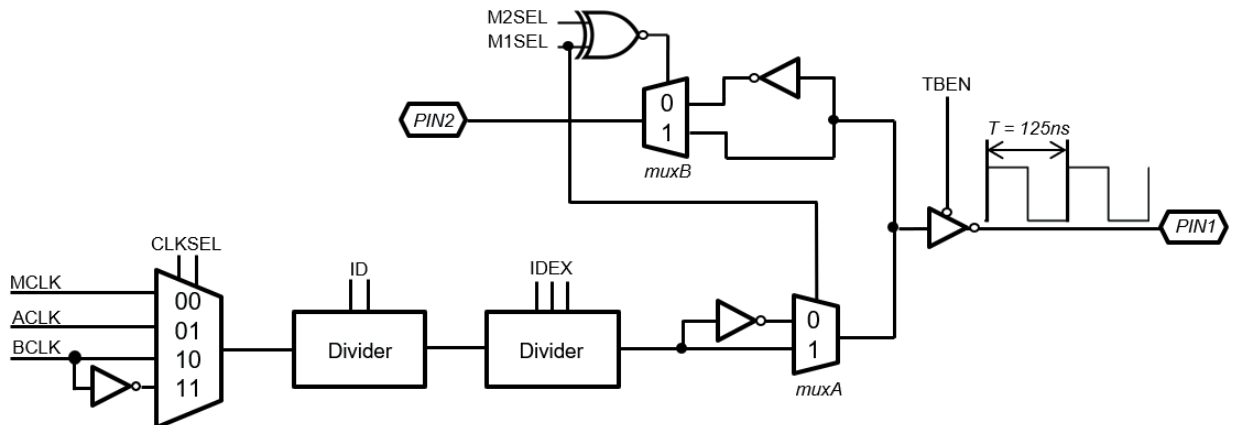 M2SEL
M1SEL
0
1
muxB
PIN2
TBEN
T = 125ns
PIN1
CLKSEL
MCLK
ACLK
BCLK
00
01
10
11
ID
Divider
IDEX
Divider
0
1
muxA